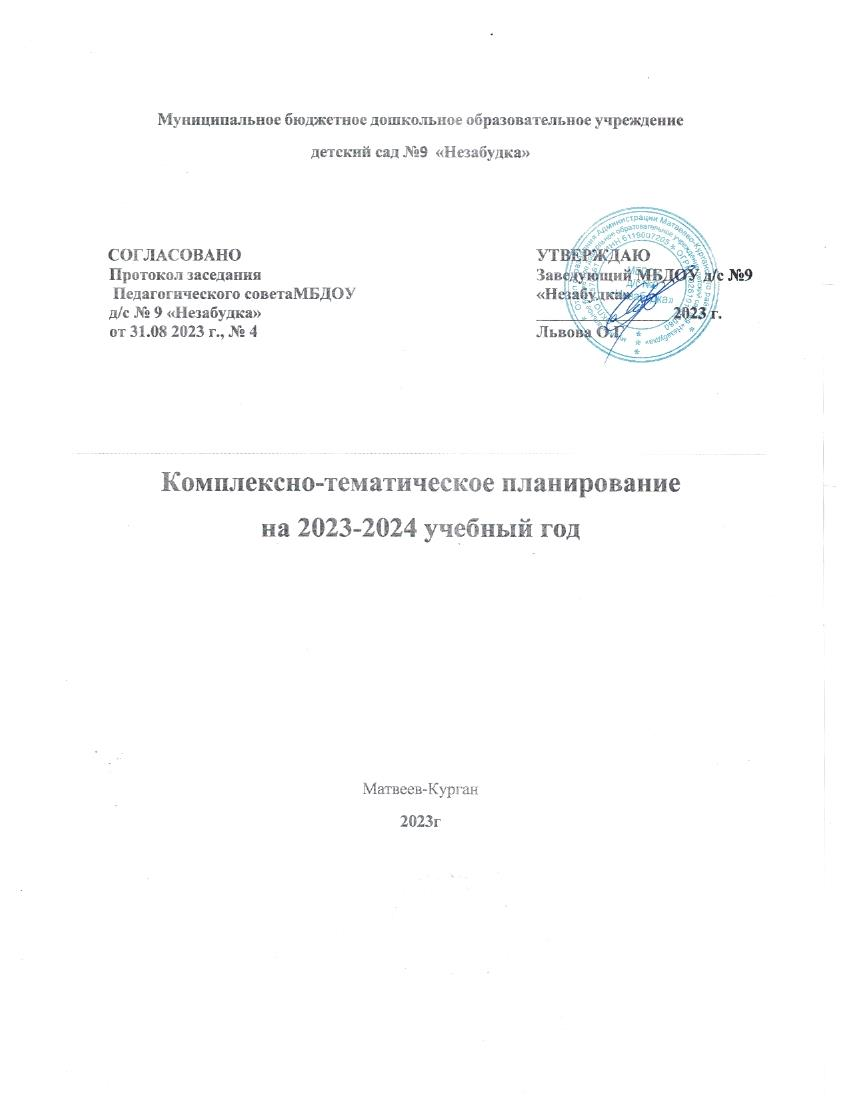 Муниципальное бюджетное дошкольное образовательное учреждение
детский сад №9 «Незабудка»
СОГЛАСОВАНО
Протокол заседания
Педагогического советаМБДОУ
д/с № 9 «Незабудка»
от 31.08 2023 г., № 4
УТВЕРЖДАЮ
Заведующий МБДОУ д/с №9
«Незабудка»
2023 г.
Львова О.Г
Комплексно-тематическое планирование
на 2023-2024 учебный год
Матвеев-Курган
2023г